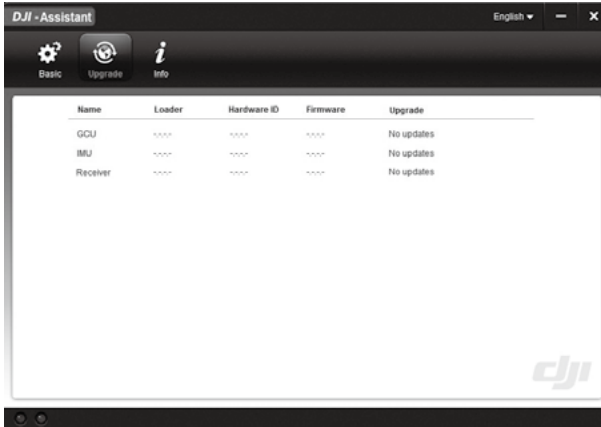 DJI - Assistant English
Basic Upgrade Info
Name Loader Hardware ID Firmware Upgrade
GCU -.-.-.- -.-.-.- -.-.-.- No updates
IMU -.-.-.- -.-.-.- -.-.-.- No updates
Receiver -.-.-.- -.-.-.- -.-.-.- No updates
dji